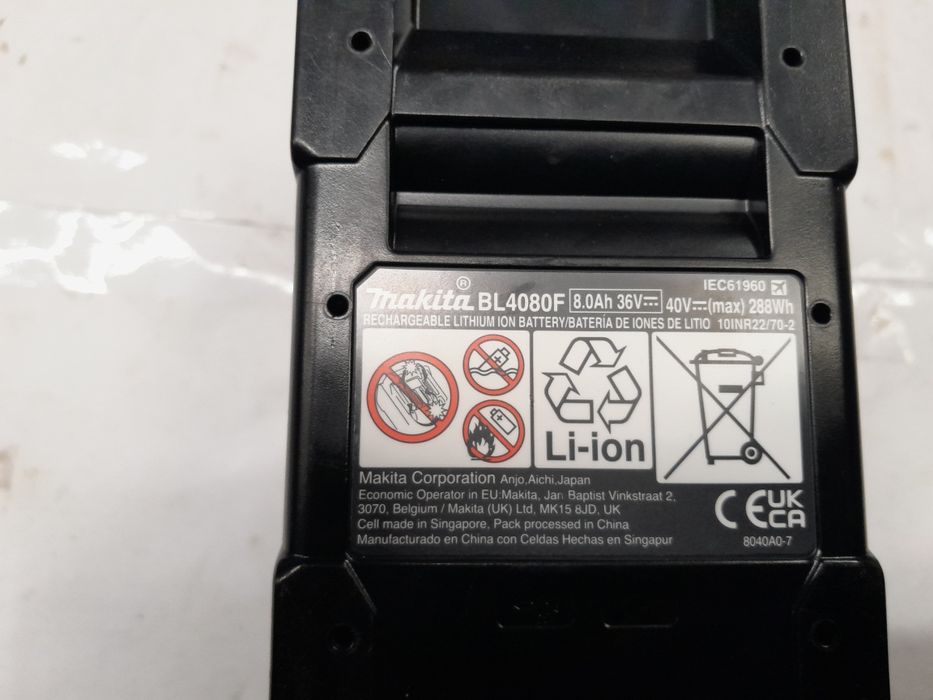 IEC61960
makita® BL4080F 8.0Ah 36V⎓ 40V⎓(max) 288Wh
RECHARGEABLE LITHIUM ION BATTERY/BATERÍA DE IONES DE LITIO 10INR22/70-2
Li-ion
Makita Corporation Anjo,Aichi,Japan
Economic Operator in EU:Makita, Jan Baptist Vinkstraat 2,
3070, Belgium / Makita (UK) Ltd, MK15 8JD, UK
Cell made in Singapore, Pack processed in China
Manufacturado en China con Celdas Hechas en Singapur
CE UK
CA
8040A0-7